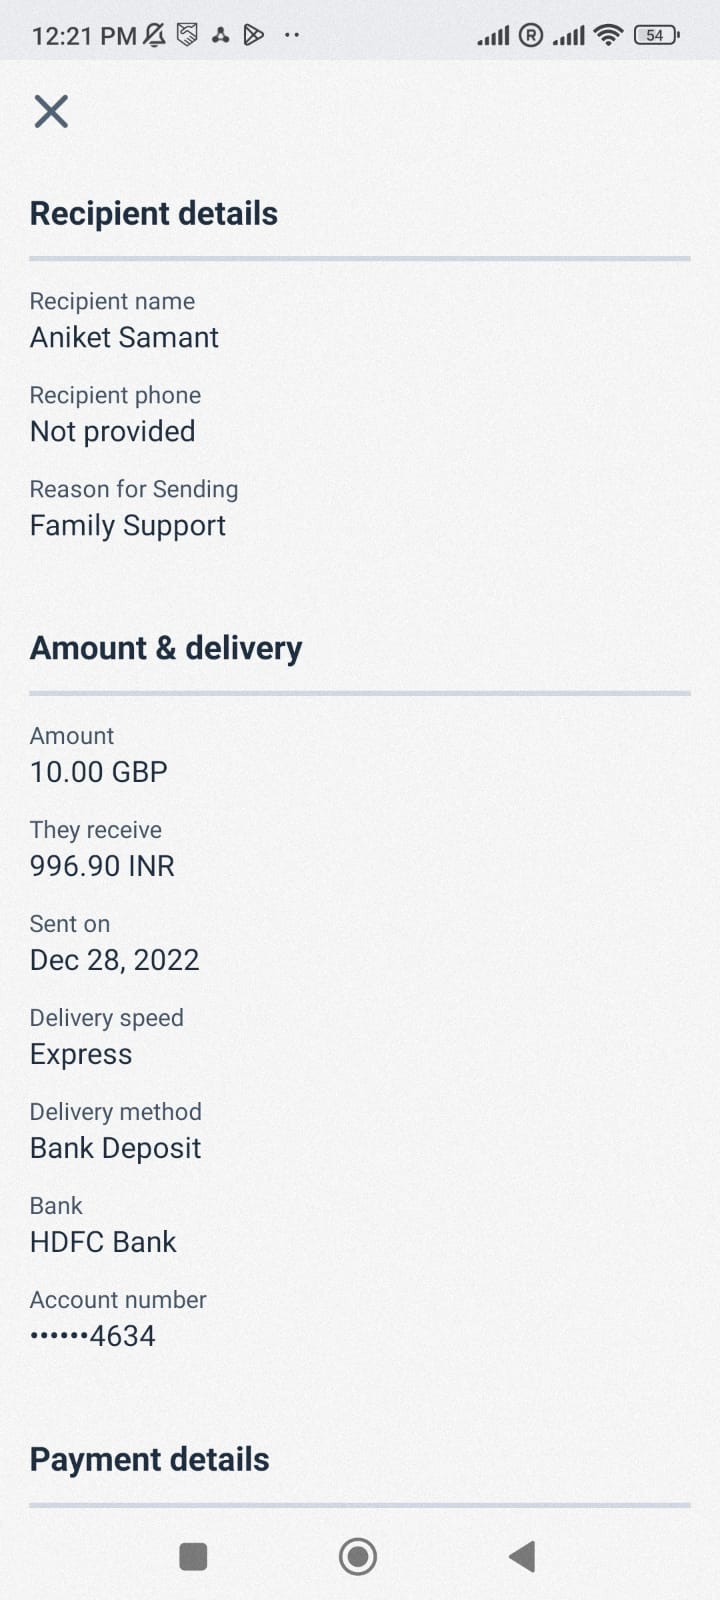 12:21 PM
R
54
Recipient details
Recipient name
Aniket Samant
Recipient phone
Not provided
Reason for Sending
Family Support
Amount & delivery
Amount
10.00 GBP
They receive
996.90 INR
Sent on
Dec 28, 2022
Delivery speed
Express
Delivery method
Bank Deposit
Bank
HDFC Bank
Account number
••••••4634
Payment details